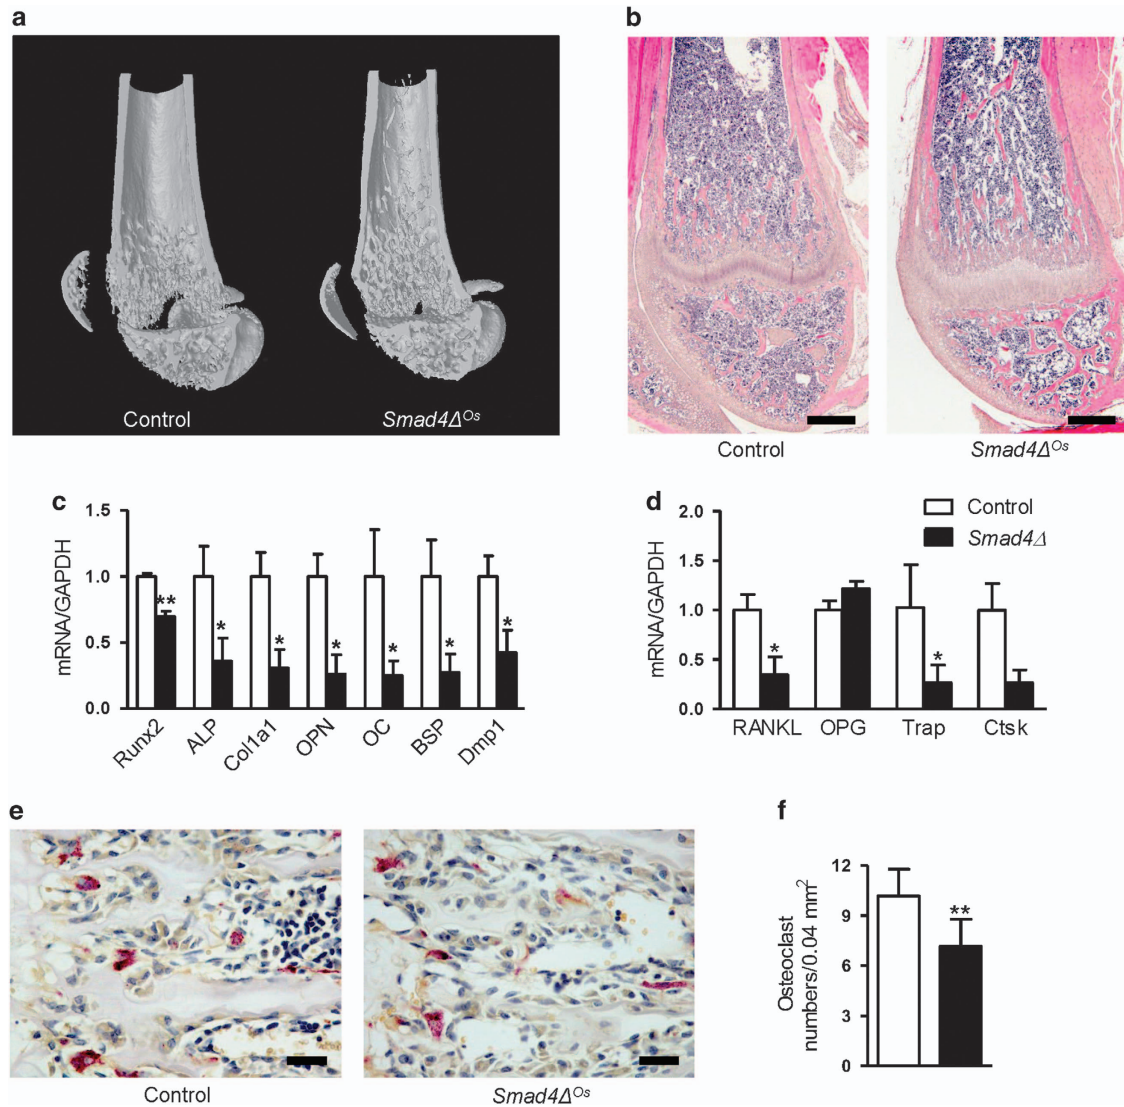 a
Control
Smad4Δ^Os
b
Control
Smad4Δ^Os
c
mRNA/GAPDH
1.5
1.0
0.5
0.0
**
*
*
*
*
*
*
Runx2
ALP
Col1a1
OPN
OC
BSP
Dmp1
d
Control
Smad4Δ
mRNA/GAPDH
2.0
1.5
1.0
0.5
0.0
*
*
RANKL
OPG
Trap
Ctsk
e
Control
Smad4Δ^Os
f
Osteoclast
numbers/0.04 mm²
12
9
6
3
0
**